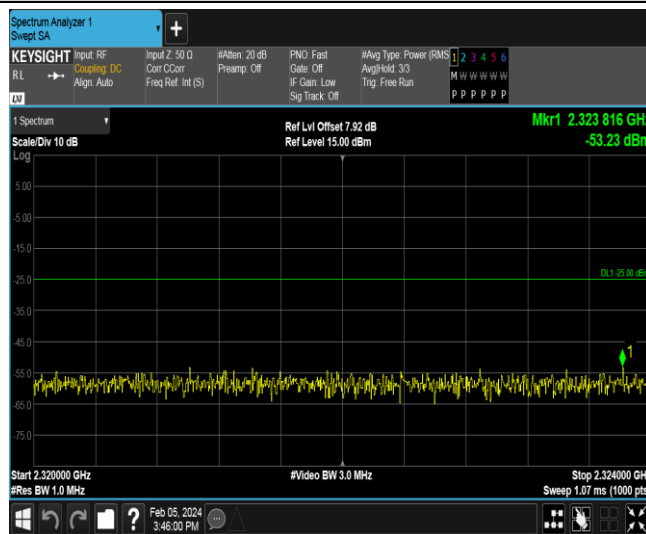 Spectrum Analyzer 1
Swept SA
+
KEYSIGHT Input: RF Input Z: 50 Ω #Atten: 20 dB PNO: Fast #Avg Type: Power (RMS 1 2 3 4 5 6
RL Coupling: DC Corr CCorr Preamp: Off Gate: Off Avg|Hold: 3/3 M W W W W W
Align: Auto Freq Ref: Int (S) IF Gain: Low Trig: Free Run
LXI Sig Track: Off P P P P P P
1 Spectrum Ref Lvl Offset 7.92 dB Mkr1 2.323 816 GHz
Scale/Div 10 dB Ref Level 15.00 dBm -53.23 dBm
Log
5.00
-5.00
-15.0
DL1 -25.00 dBm
-25.0
-35.0
-45.0
1
-55.0
-65.0
-75.0
Start 2.320000 GHz #Video BW 3.0 MHz Stop 2.324000 GHz
#Res BW 1.0 MHz Sweep 1.07 ms (1000 pts
? Feb 05, 2024
3:46:00 PM